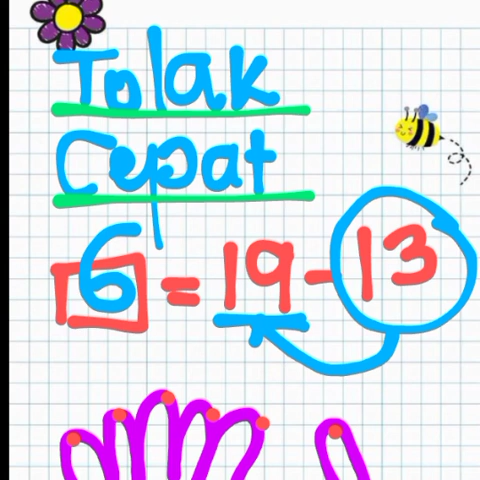 Tolak
Cepat
6 = 19 - 13